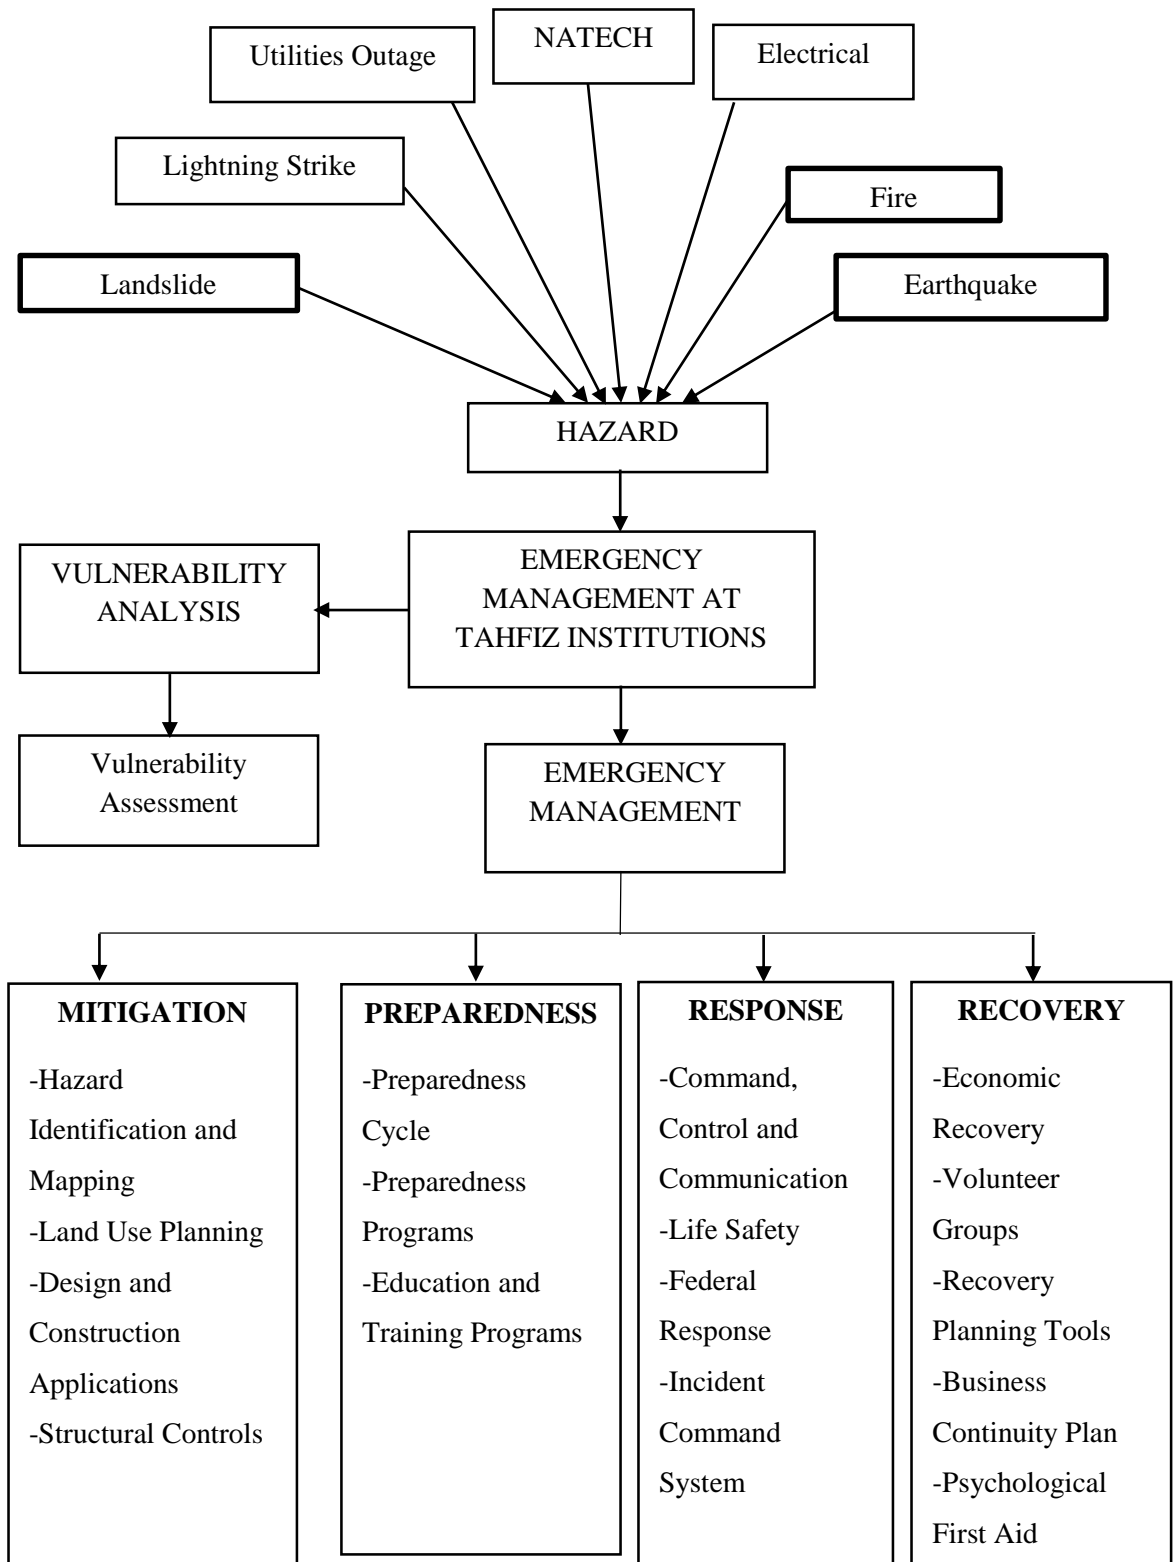 NATECH
Electrical
Utilities Outage
Lightning Strike
Fire
Landslide
Earthquake
HAZARD
EMERGENCY
MANAGEMENT AT
TAHFIZ INSTITUTIONS
VULNERABILITY
ANALYSIS
Vulnerability
Assessment
EMERGENCY
MANAGEMENT
MITIGATION
-Hazard
Identification and
Mapping
-Land Use Planning
-Design and
Construction
Applications
-Structural Controls
PREPAREDNESS
-Preparedness
Cycle
-Preparedness
Programs
-Education and
Training Programs
RESPONSE
-Command,
Control and
Communication
-Life Safety
-Federal
Response
-Incident
Command
System
RECOVERY
-Economic
Recovery
-Volunteer
Groups
-Recovery
Planning Tools
-Business
Continuity Plan
-Psychological
First Aid